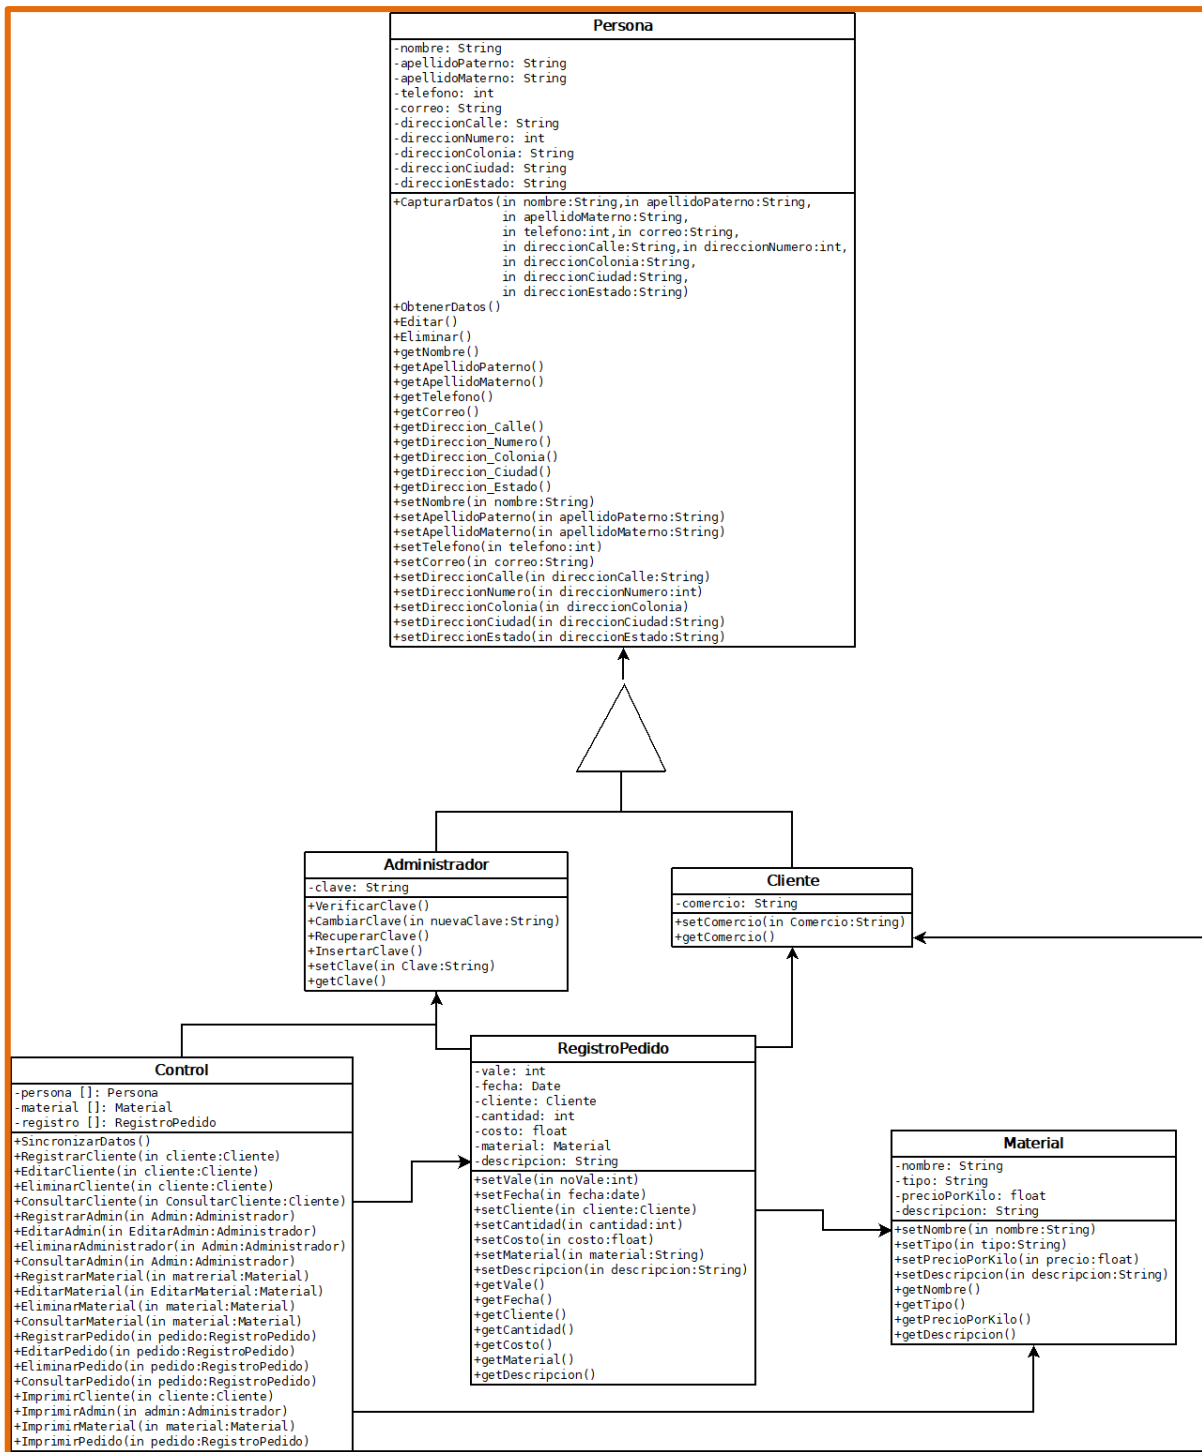 Persona
-nombre: String
-apellidoPaterno: String
-apellidoMaterno: String
-telefono: int
-correo: String
-direccionCalle: String
-direccionNumero: int
-direccionColonia: String
-direccionCiudad: String
-direccionEstado: String
+CapturarDatos(in nombre:String,in apellidoPaterno:String,
in apellidoMaterno:String,
in telefono:int,in correo:String,
in direccionCalle:String,in direccionNumero:int,
in direccionColonia:String,
in direccionCiudad:String,
in direccionEstado:String)
+ObtenerDatos()
+Editar()
+Eliminar()
+getNombre()
+getApellidoPaterno()
+getApellidoMaterno()
+getTelefono()
+getCorreo()
+getDireccion_Calle()
+getDireccion_Numero()
+getDireccion_Colonia()
+getDireccion_Ciudad()
+getDireccion_Estado()
+setNombre(in nombre:String)
+setApellidoPaterno(in apellidoPaterno:String)
+setApellidoMaterno(in apellidoMaterno:String)
+setTelefono(in telefono:int)
+setCorreo(in correo:String)
+setDireccionCalle(in direccionCalle:String)
+setDireccionNumero(in direccionNumero:int)
+setDireccionColonia(in direccionColonia)
+setDireccionCiudad(in direccionCiudad:String)
+setDireccionEstado(in direccionEstado:String)
Administrador
-clave: String
+VerificarClave()
+CambiarClave(in nuevaClave:String)
+RecuperarClave()
+InsertarClave()
+setClave(in Clave:String)
+getClave()
Cliente
-comercio: String
+setComercio(in Comercio:String)
+getComercio()
Control
-persona []: Persona
-material []: Material
-registro []: RegistroPedido
+SincronizarDatos()
+RegistrarCliente(in cliente:Cliente)
+EditarCliente(in cliente:Cliente)
+EliminarCliente(in cliente:Cliente)
+ConsultarCliente(in ConsultarCliente:Cliente)
+RegistrarAdmin(in Admin:Administrador)
+EditarAdmin(in EditarAdmin:Administrador)
+EliminarAdministrador(in Admin:Administrador)
+ConsultarAdmin(in Admin:Administrador)
+RegistrarMaterial(in matrerial:Material)
+EditarMaterial(in EditarMaterial:Material)
+EliminarMaterial(in material:Material)
+ConsultarMaterial(in material:Material)
+RegistrarPedido(in pedido:RegistroPedido)
+EditarPedido(in pedido:RegistroPedido)
+EliminarPedido(in pedido:RegistroPedido)
+ConsultarPedido(in pedido:RegistroPedido)
+ImprimirCliente(in cliente:Cliente)
+ImprimirAdmin(in admin:Administrador)
+ImprimirMaterial(in material:Material)
+ImprimirPedido(in pedido:RegistroPedido)
RegistroPedido
-vale: int
-fecha: Date
-cliente: Cliente
-cantidad: int
-costo: float
-material: Material
-descripcion: String
+setVale(in noVale:int)
+setFecha(in fecha:date)
+setCliente(in cliente:Cliente)
+setCantidad(in cantidad:int)
+setCosto(in costo:float)
+setMaterial(in material:String)
+setDescripcion(in descripcion:String)
+getVale()
+getFecha()
+getCliente()
+getCantidad()
+getCosto()
+getMaterial()
+getDescripcion()
Material
-nombre: String
-tipo: String
-precioPorKilo: float
-descripcion: String
+setNombre(in nombre:String)
+setTipo(in tipo:String)
+setPrecioPorKilo(in precio:float)
+setDescripcion(in descripcion:String)
+getNombre()
+getTipo()
+getPrecioPorKilo()
+getDescripcion()